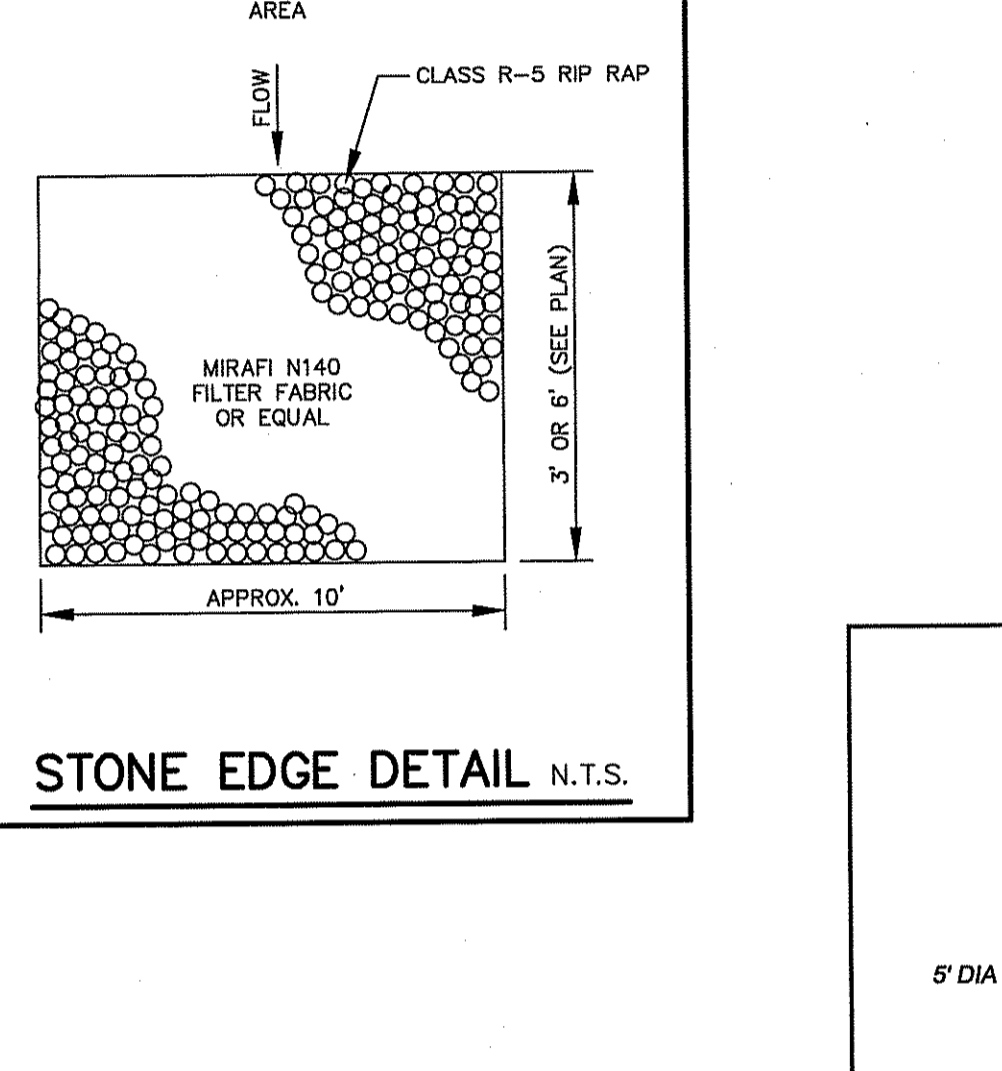 AREA
FLOW
CLASS R-5 RIP RAP
MIRAFI N140
FILTER FABRIC
OR EQUAL
3' OR 6' (SEE PLAN)
APPROX. 10'
STONE EDGE DETAIL N.T.S.
5' DIA